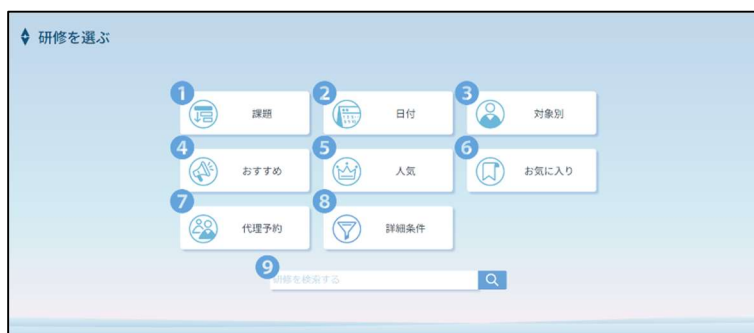 研修を選ぶ
1 課題
2 日付
3 対象別
4 おすすめ
5 人気
6 お気に入り
7 代理予約
8 詳細条件
9 研修を検索する